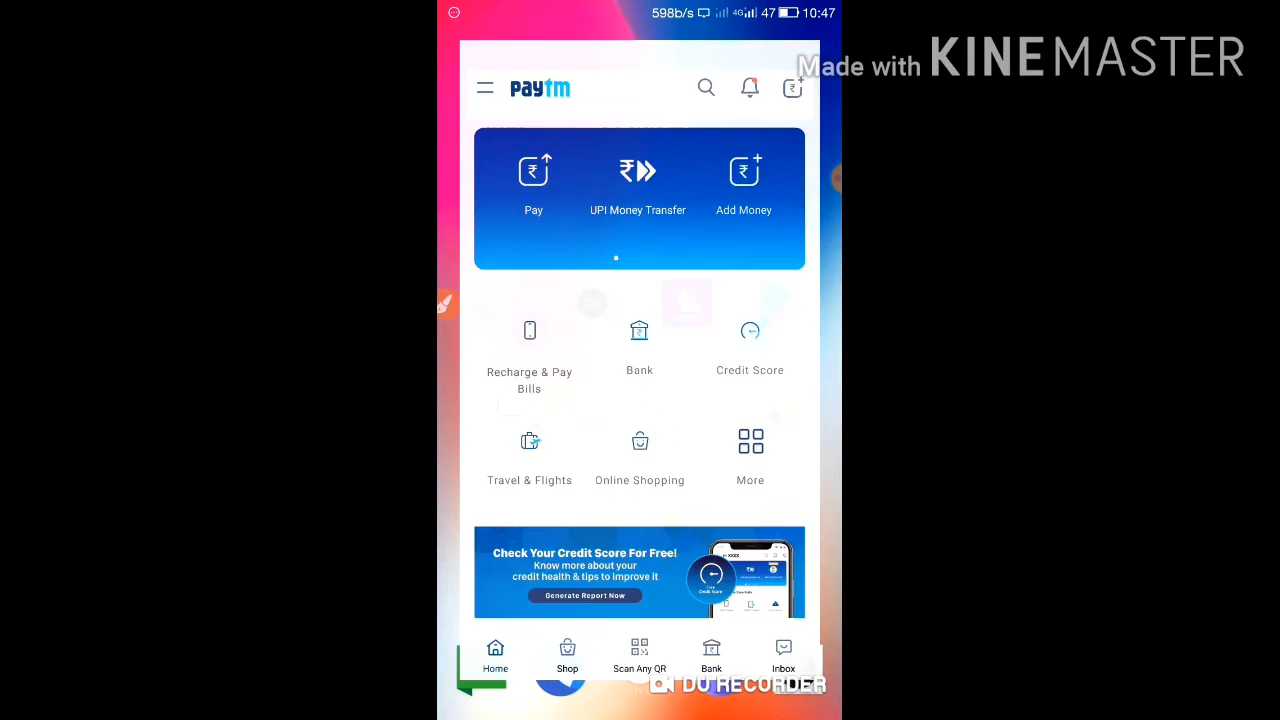 598b/s 4G 47 10:47
Made with KINEMASTER
paytm
Pay UPI Money Transfer Add Money
Recharge & Pay Bills
Bank
Credit Score
Travel & Flights
Online Shopping
More
Check Your Credit Score For Free!
Know more about your
credit health & tips to improve it
Generate Report Now
Home Shop Scan Any QR Bank Inbox
DU RECORDER